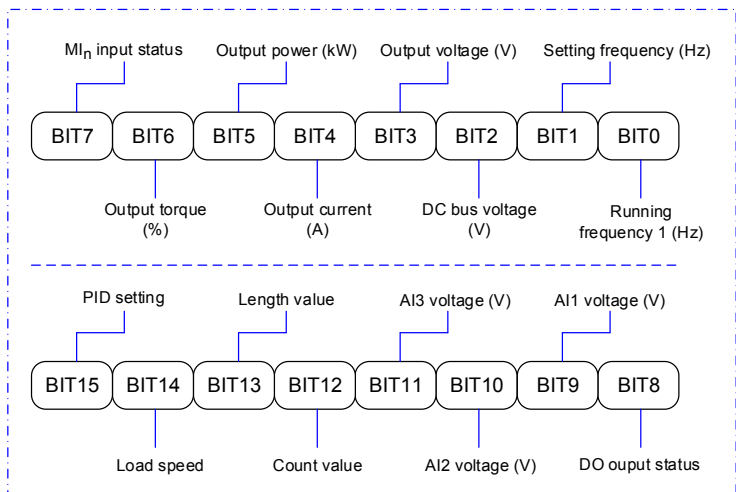 MIn input status
Output power (kW)
Output voltage (V)
Setting frequency (Hz)
BIT7
BIT6
BIT5
BIT4
BIT3
BIT2
BIT1
BIT0
Output torque
(%)
Output current
(A)
DC bus voltage
(V)
Running
frequency 1 (Hz)
PID setting
Length value
AI3 voltage (V)
AI1 voltage (V)
BIT15
BIT14
BIT13
BIT12
BIT11
BIT10
BIT9
BIT8
Load speed
Count value
AI2 voltage (V)
DO ouput status